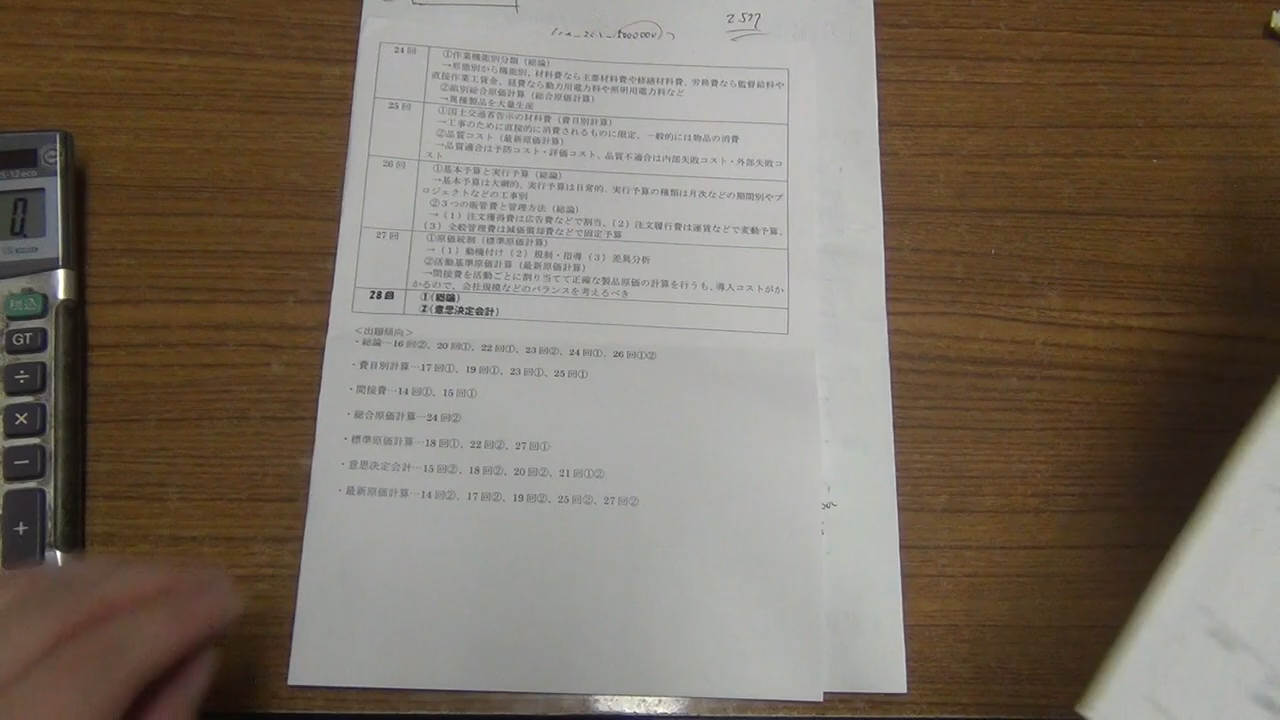 2527
24回
①作業機能別分類（総論）
→形態別から機能別、材料費なら主要材料費や修繕材料費、労務費なら監督給料や
直接作業工賃金、経費なら動力用電力料や照明用電力料など
②組別総合原価計算（総合原価計算）
→異種製品を大量生産
25回
①国土交通省告示の材料費（費目別計算）
→工事のために直接的に消費されるものに限定、一般的には物品の消費
②品質コスト（最新原価計算）
→品質適合は予防コスト・評価コスト、品質不適合は内部失敗コスト・外部失敗コ
スト
26回
①基本予算と実行予算（総論）
→基本予算は大綱的、実行予算は日常的、実行予算の種類は月次などの期間別やプ
ロジェクトなどの工事別
②３つの販管費と管理方法（総論）
→（1）注文獲得費は広告費などで割当、（2）注文履行費は運賃などで変動予算、
（3）全般管理費は減価償却費などで固定予算
27回
①原価統制（標準原価計算）
→（1）動機付け（2）規制・指導（3）差異分析
②活動基準原価計算（最新原価計算）
→間接費を活動ごとに割り当てて正確な製品原価の計算を行うも、導入コストがか
かるので、会社規模などのバランスを考えるべき
28回
①(総論)
②(意思決定会計)
＜出題傾向＞
・総論…16回②、20回①、22回①、23回②、24回①、26回①②
・費目別計算…17回①、19回①、23回①、25回①
・間接費…14回①、15回①
・総合原価計算…24回②
・標準原価計算…18回①、22回②、27回①
・意思決定会計…15回②、18回②、20回②、21回①②
・最新原価計算…14回②、17回②、19回②、25回②、27回②
0.
税込
GT
÷
×
−
+